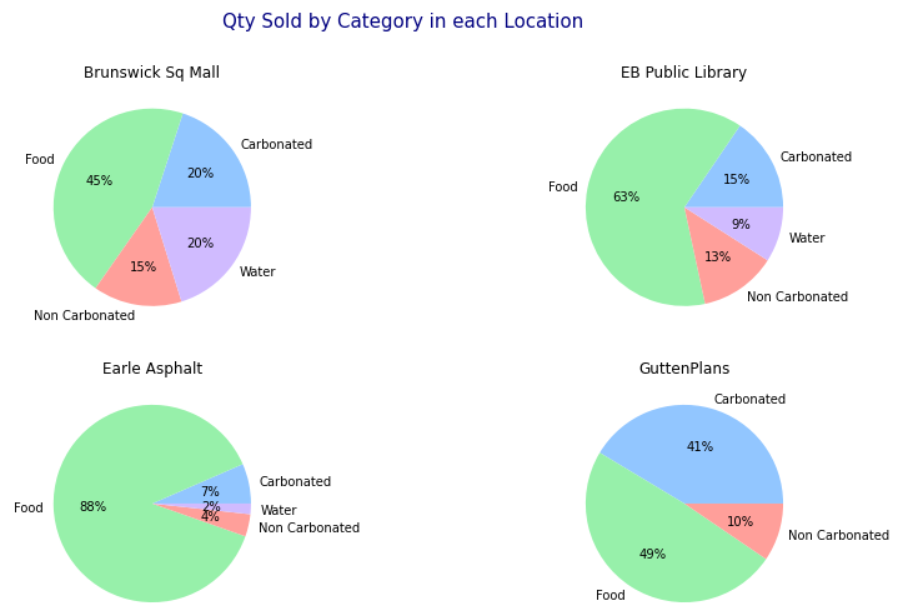 Qty Sold by Category in each Location
Brunswick Sq Mall
Carbonated
20%
Food
45%
20%
Water
15%
Non Carbonated
EB Public Library
Carbonated
15%
Food
63%
9%
Water
13%
Non Carbonated
Earle Asphalt
Carbonated
7%
Food
88%
2%
Water
4%
Non Carbonated
GuttenPlans
Carbonated
41%
10%
Non Carbonated
49%
Food